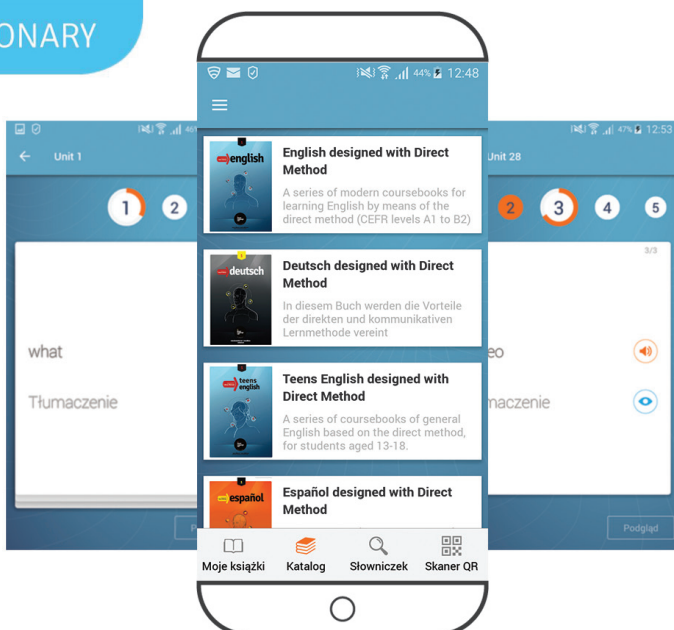 ONARY
44% 12:48
English designed with Direct
Method
A series of modern coursebooks for
learning English by means of the
direct method (CEFR levels A1 to B2)
english
Deutsch designed with Direct
Method
In diesem Buch werden die Vorteile
der direkten und kommunikativen
Lernmethode vereint
deutsch
Teens English designed with
Direct Method
A series of coursebooks of general
English based on the direct method,
for students aged 13-18.
teens
english
Español designed with Direct
Method
español
Moje książki Katalog Słowniczek Skaner QR
Unit 1
1 2
what
Tłumaczenie
47% 12:53
Unit 28
2 3 4 5
3/3
eo
maczenie
Podgląd